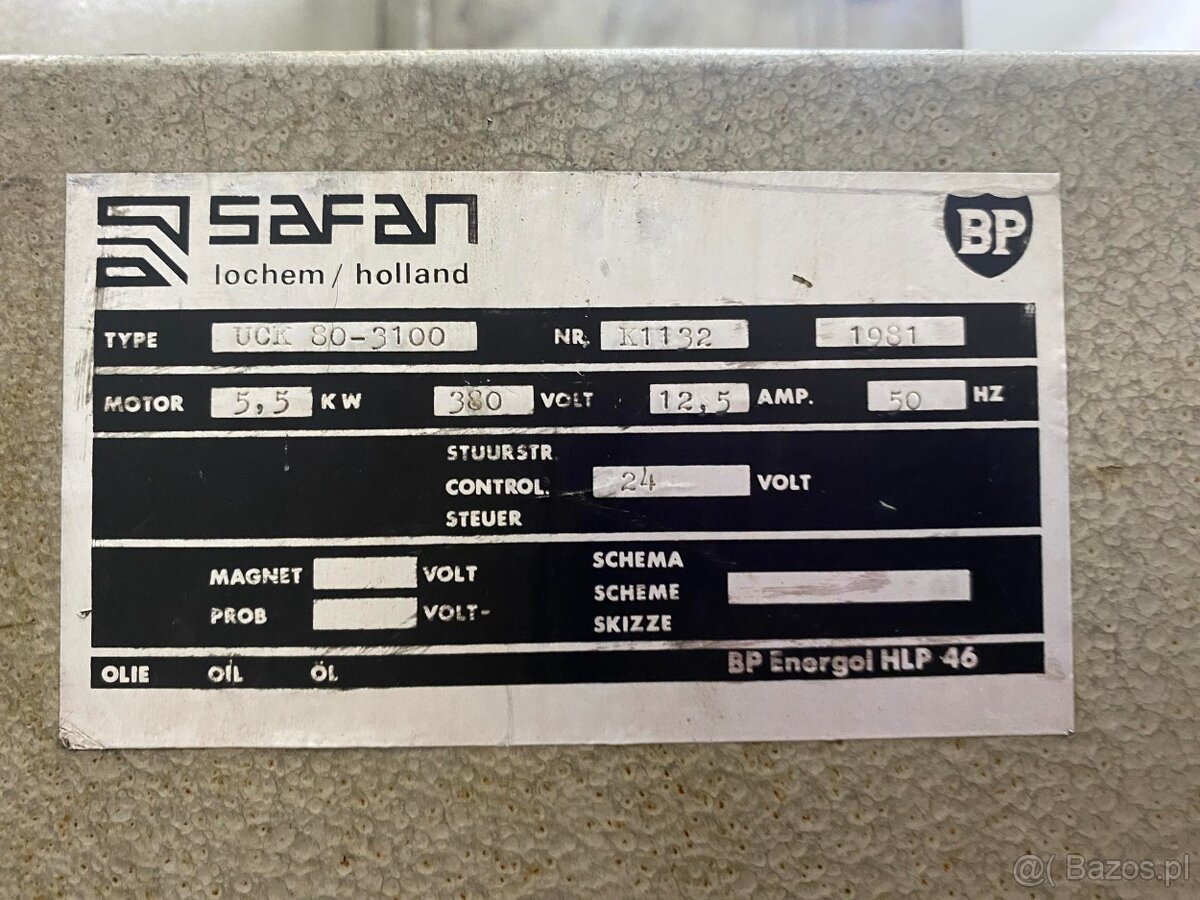 SAFAN
lochem / holland
BP
TYPE UCK 80-3100 NR. K1132 1981
MOTOR 5,5 KW 380 VOLT 12,5 AMP. 50 HZ
STUURSTR.
CONTROL. 24 VOLT
STEUER
MAGNET VOLT
PROB VOLT-
SCHEMA
SCHEME
SKIZZE
OLIE OIL ÖL BP Energol HLP 46
@( Bazos.pl